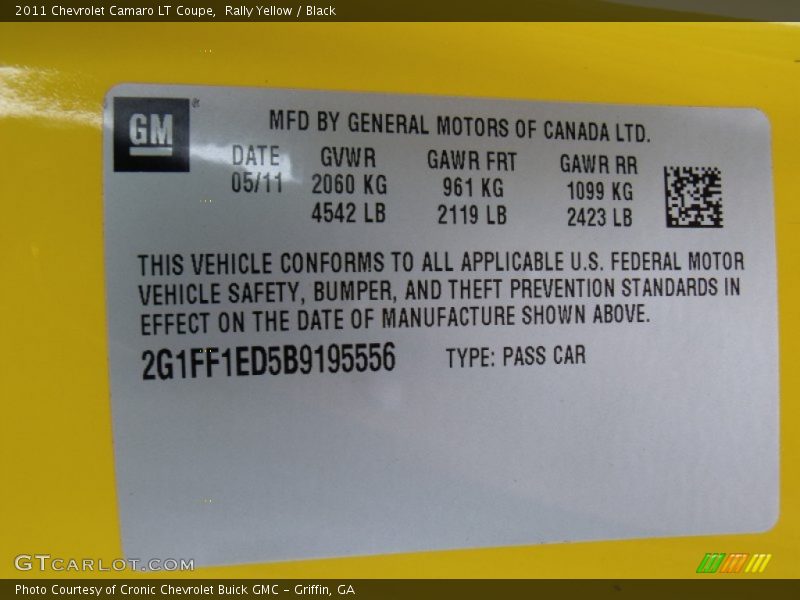 2011 Chevrolet Camaro LT Coupe,  Rally Yellow / Black
GM®
MFD BY GENERAL MOTORS OF CANADA LTD.
DATE GVWR GAWR FRT GAWR RR
05/11 2060 KG 961 KG 1099 KG
4542 LB 2119 LB 2423 LB
THIS VEHICLE CONFORMS TO ALL APPLICABLE U.S. FEDERAL MOTOR
VEHICLE SAFETY, BUMPER, AND THEFT PREVENTION STANDARDS IN
EFFECT ON THE DATE OF MANUFACTURE SHOWN ABOVE.
2G1FF1ED5B9195556 TYPE: PASS CAR
GTCARLOT.COM
Photo Courtesy of Cronic Chevrolet Buick GMC – Griffin, GA